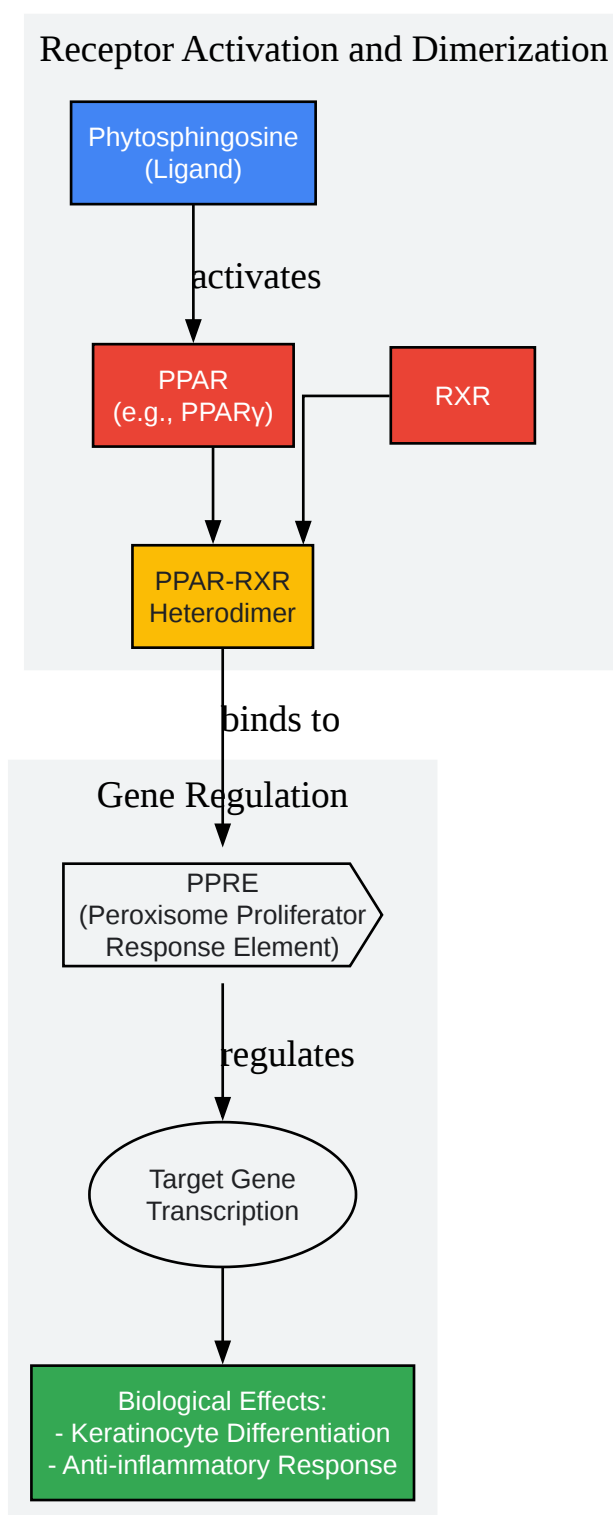 Receptor Activation and Dimerization
Phytosphingosine
(Ligand)
activates
PPAR
(e.g., PPARγ)
RXR
PPAR-RXR
Heterodimer
binds to
Gene Regulation
PPRE
(Peroxisome Proliferator
Response Element)
regulates
Target Gene
Transcription
Biological Effects:
- Keratinocyte Differentiation
- Anti-inflammatory Response